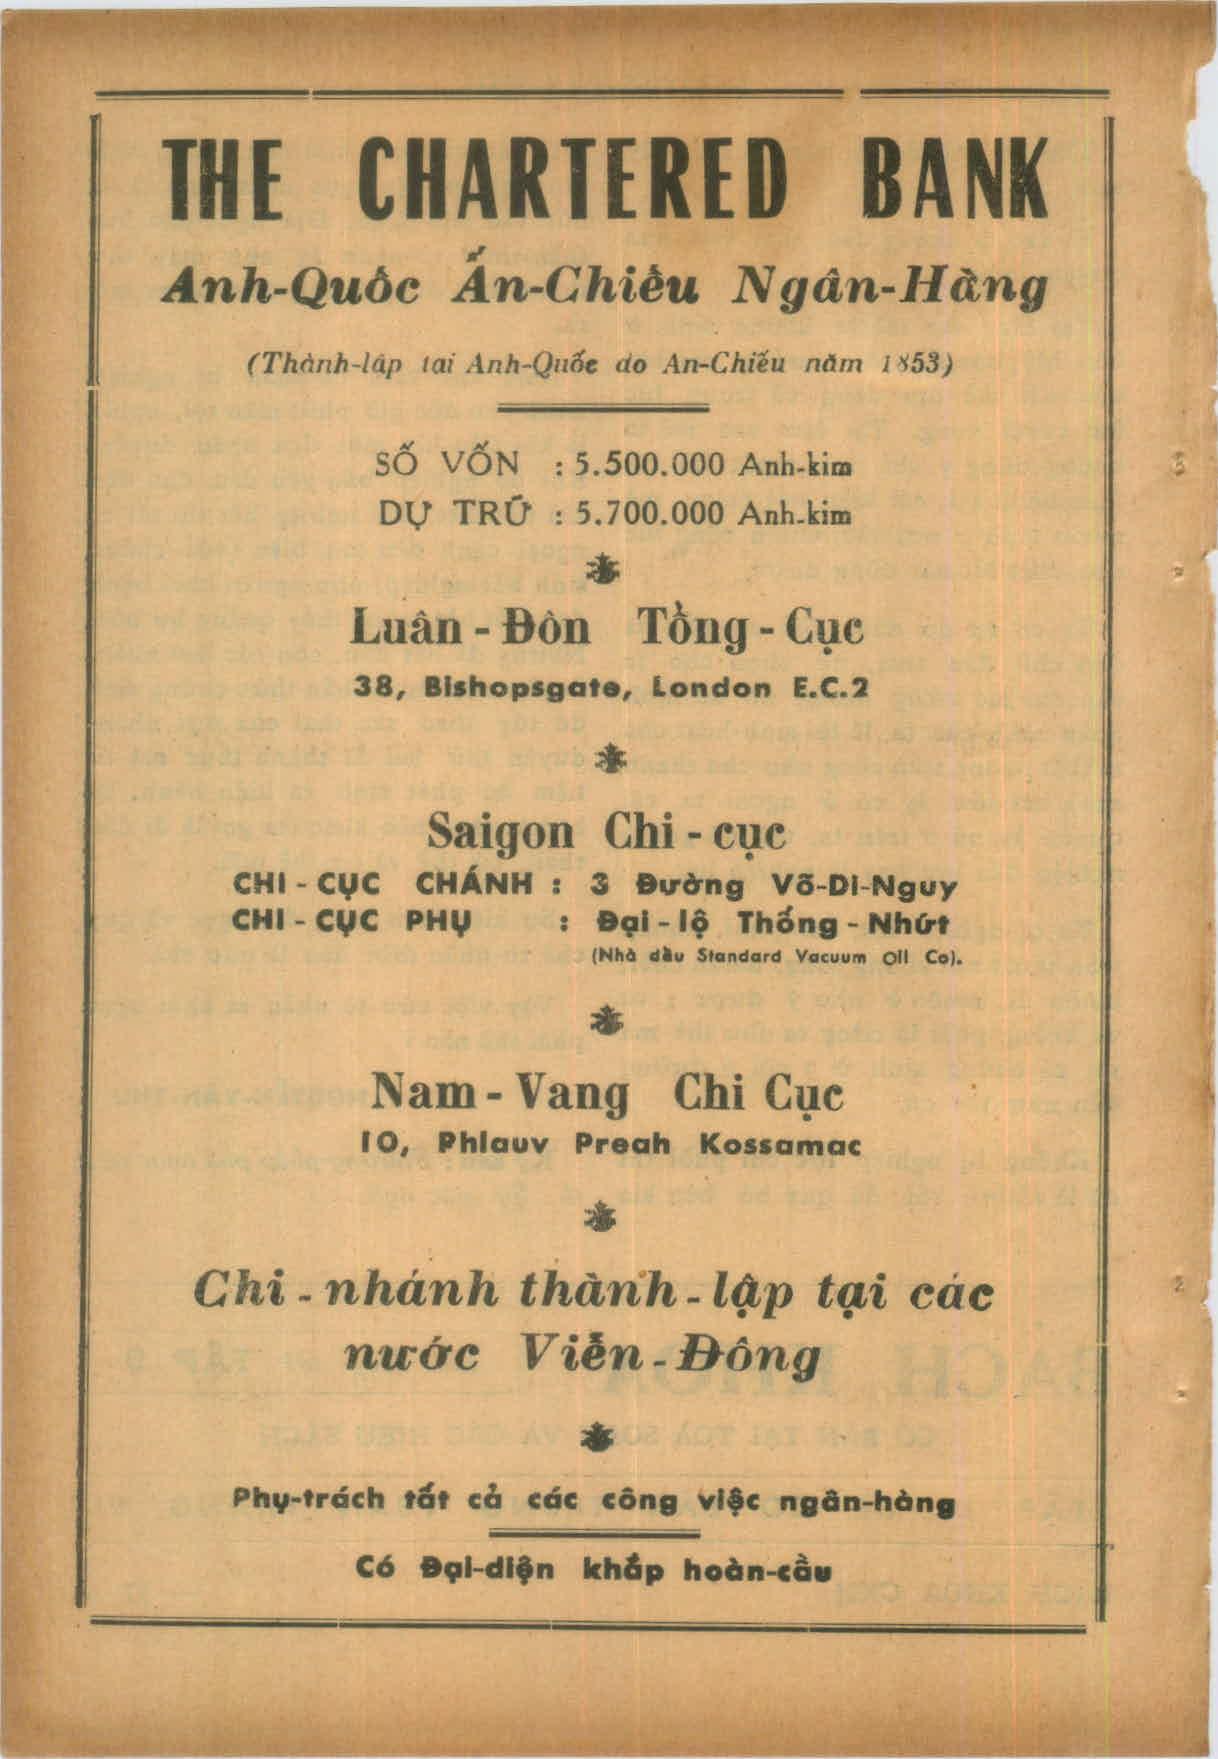 THE CHARTERED BANK
Anh-Quốc Ấn-Chiếu Ngân-Hàng
(Thành-lập tại Anh-Quốc do An-Chiếu năm 1853)
SỐ VỐN : 5.500.000 Anh-kim
DỰ TRỮ : 5.700.000 Anh-kim
Luân - Đôn Tổng - Cục
38, Bishopsgate, London E.C.2
Saigon Chi - cục
CHI - CỤC CHÁNH : 3 Đường Võ-Di-Nguy
CHI - CỤC PHỤ : Đại - lộ Thống - Nhứt
(Nhà dầu Standard Vacuum Oil Co).
Nam - Vang Chi Cục
10, Phlauv Preah Kossamac
Chi - nhánh thành - lập tại các
nước Viễn - Đông
Phụ-trách tất cả các công việc ngân-hàng
Có Đại-diện khắp hoàn-cầu